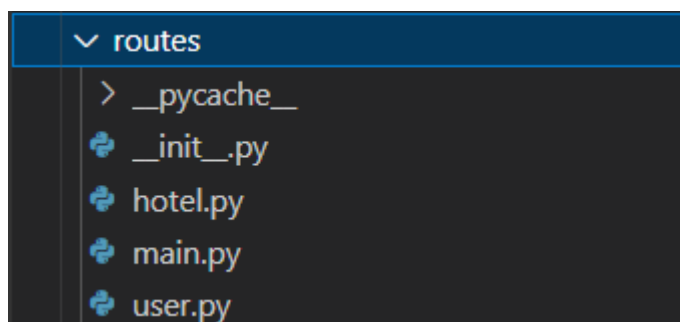 routes
__pycache__
__init__.py
hotel.py
main.py
user.py